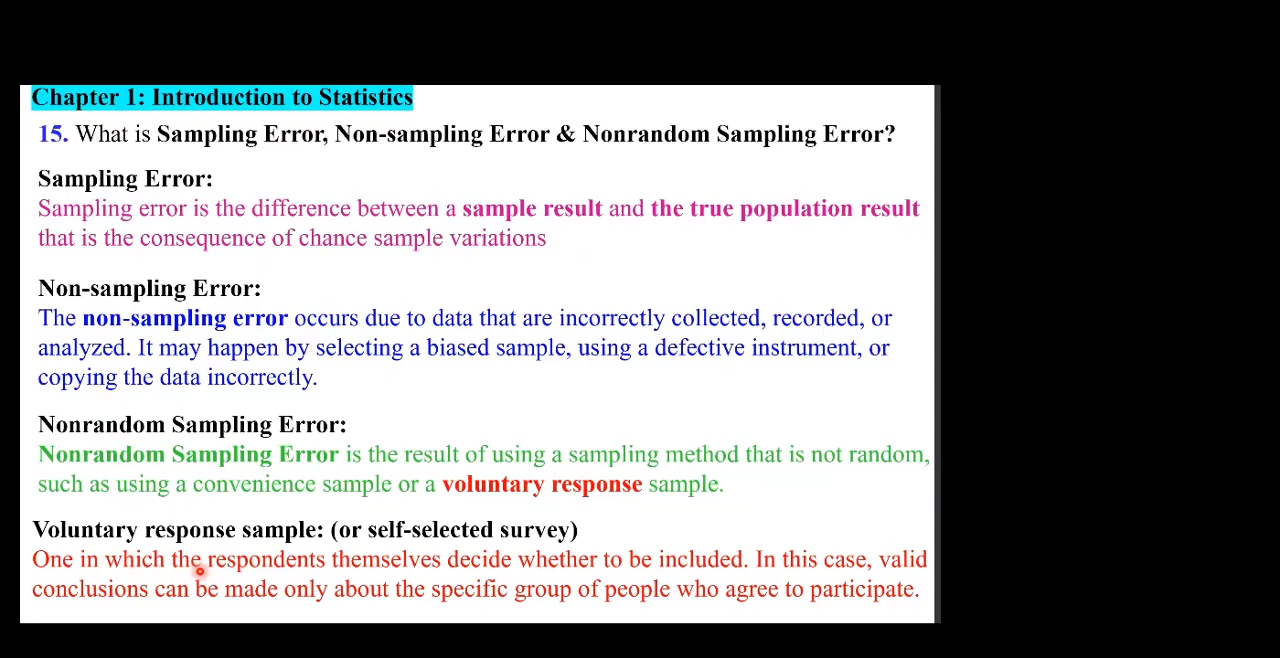 Chapter 1: Introduction to Statistics
15. What is Sampling Error, Non-sampling Error & Nonrandom Sampling Error?
Sampling Error:
Sampling error is the difference between a sample result and the true population result
that is the consequence of chance sample variations
Non-sampling Error:
The non-sampling error occurs due to data that are incorrectly collected, recorded, or
analyzed. It may happen by selecting a biased sample, using a defective instrument, or
copying the data incorrectly.
Nonrandom Sampling Error:
Nonrandom Sampling Error is the result of using a sampling method that is not random,
such as using a convenience sample or a voluntary response sample.
Voluntary response sample: (or self-selected survey)
One in which the respondents themselves decide whether to be included. In this case, valid
conclusions can be made only about the specific group of people who agree to participate.